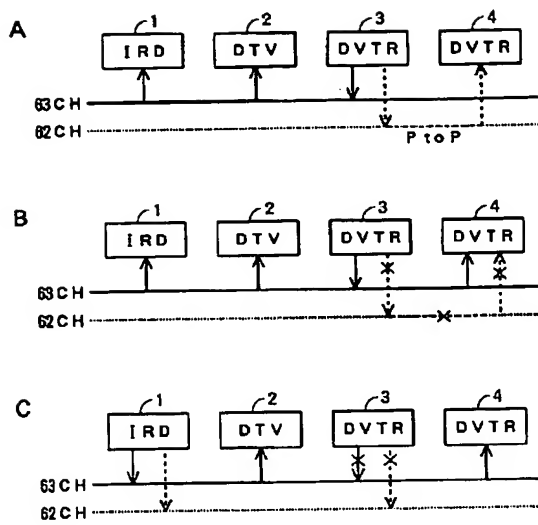 A
1 2 3 4
IRD DTV DVTR DVTR
63CH
62CH
P to P
B
1 2 3 4
IRD DTV DVTR DVTR
63CH
62CH
C
1 2 3 4
IRD DTV DVTR DVTR
63CH
62CH